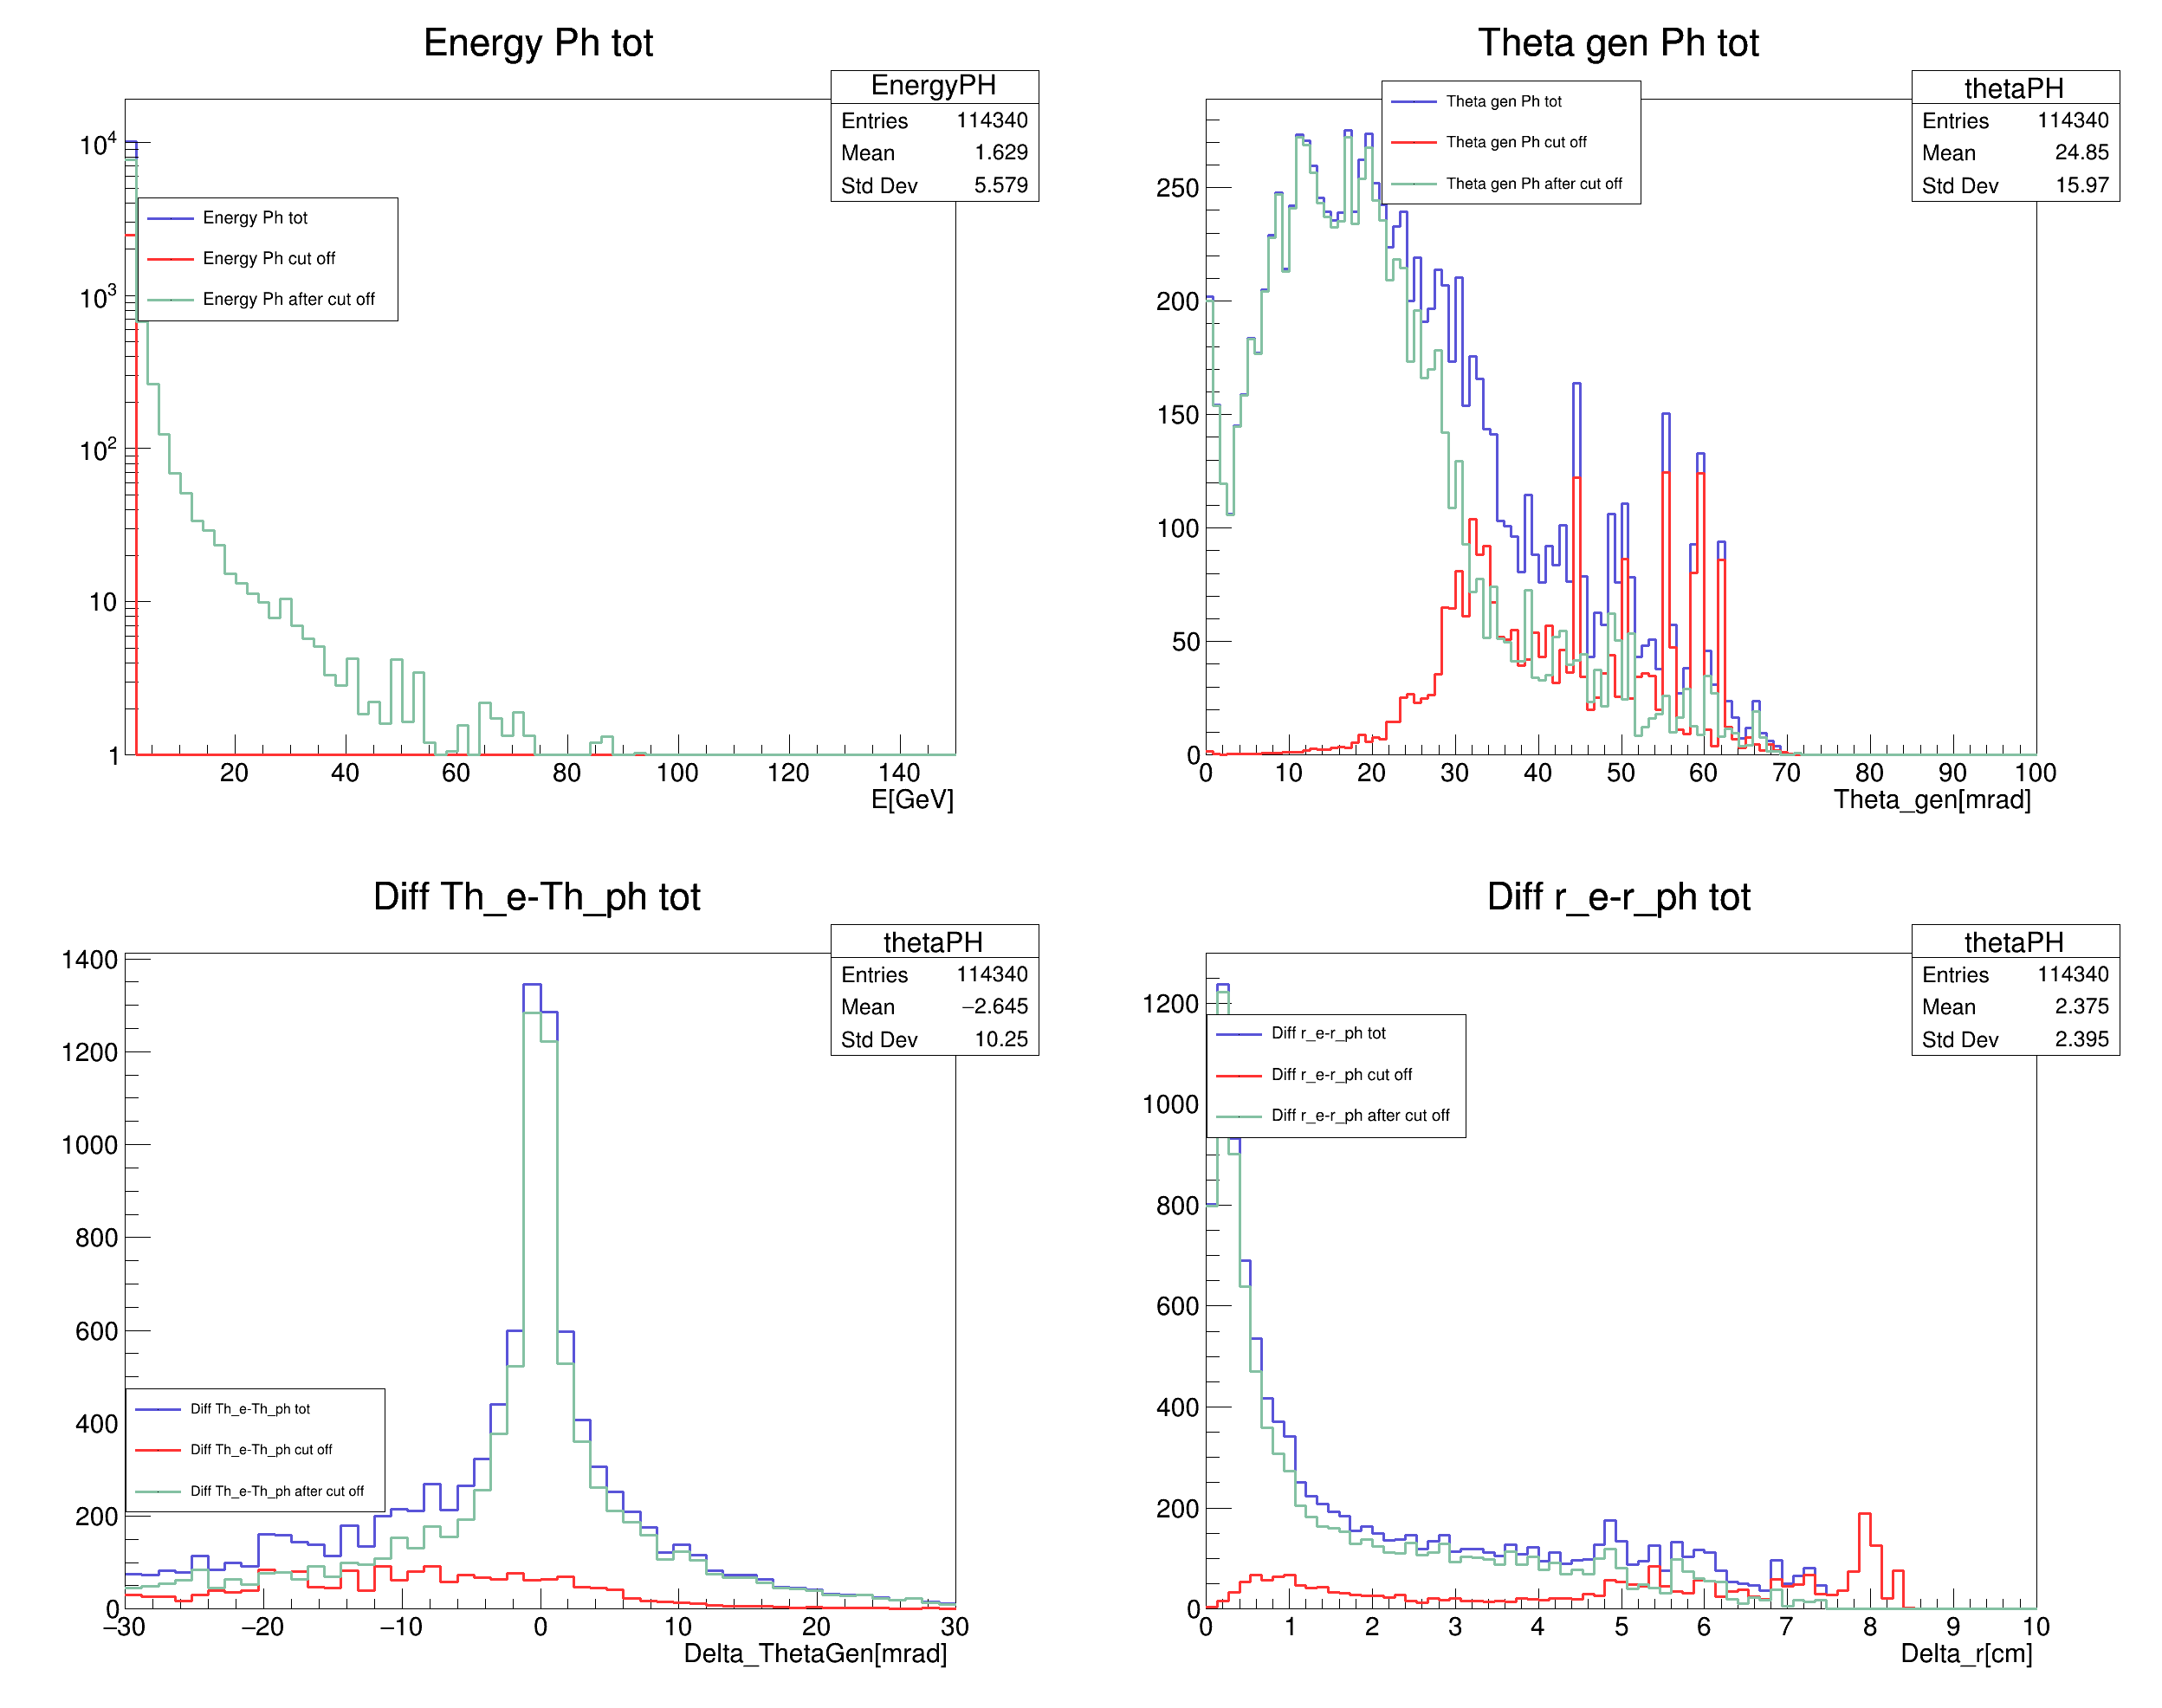 Energy Ph tot
EnergyPH
Entries 114340
Mean 1.629
Std Dev 5.579
Energy Ph tot
Energy Ph cut off
Energy Ph after cut off
10^4
10^3
10^2
10
1
20 40 60 80 100 120 140
E[GeV]
Theta gen Ph tot
thetaPH
Entries 114340
Mean 24.85
Std Dev 15.97
Theta gen Ph tot
Theta gen Ph cut off
Theta gen Ph after cut off
250
200
150
100
50
0
0 10 20 30 40 50 60 70 80 90 100
Theta_gen[mrad]
Diff Th_e-Th_ph tot
thetaPH
Entries 114340
Mean −2.645
Std Dev 10.25
1400
1200
1000
800
600
400
200
0
Diff Th_e-Th_ph tot
Diff Th_e-Th_ph cut off
Diff Th_e-Th_ph after cut off
−30 −20 −10 0 10 20 30
Delta_ThetaGen[mrad]
Diff r_e-r_ph tot
thetaPH
Entries 114340
Mean 2.375
Std Dev 2.395
1200
1000
800
600
400
200
0
Diff r_e-r_ph tot
Diff r_e-r_ph cut off
Diff r_e-r_ph after cut off
0 1 2 3 4 5 6 7 8 9 10
Delta_r[cm]